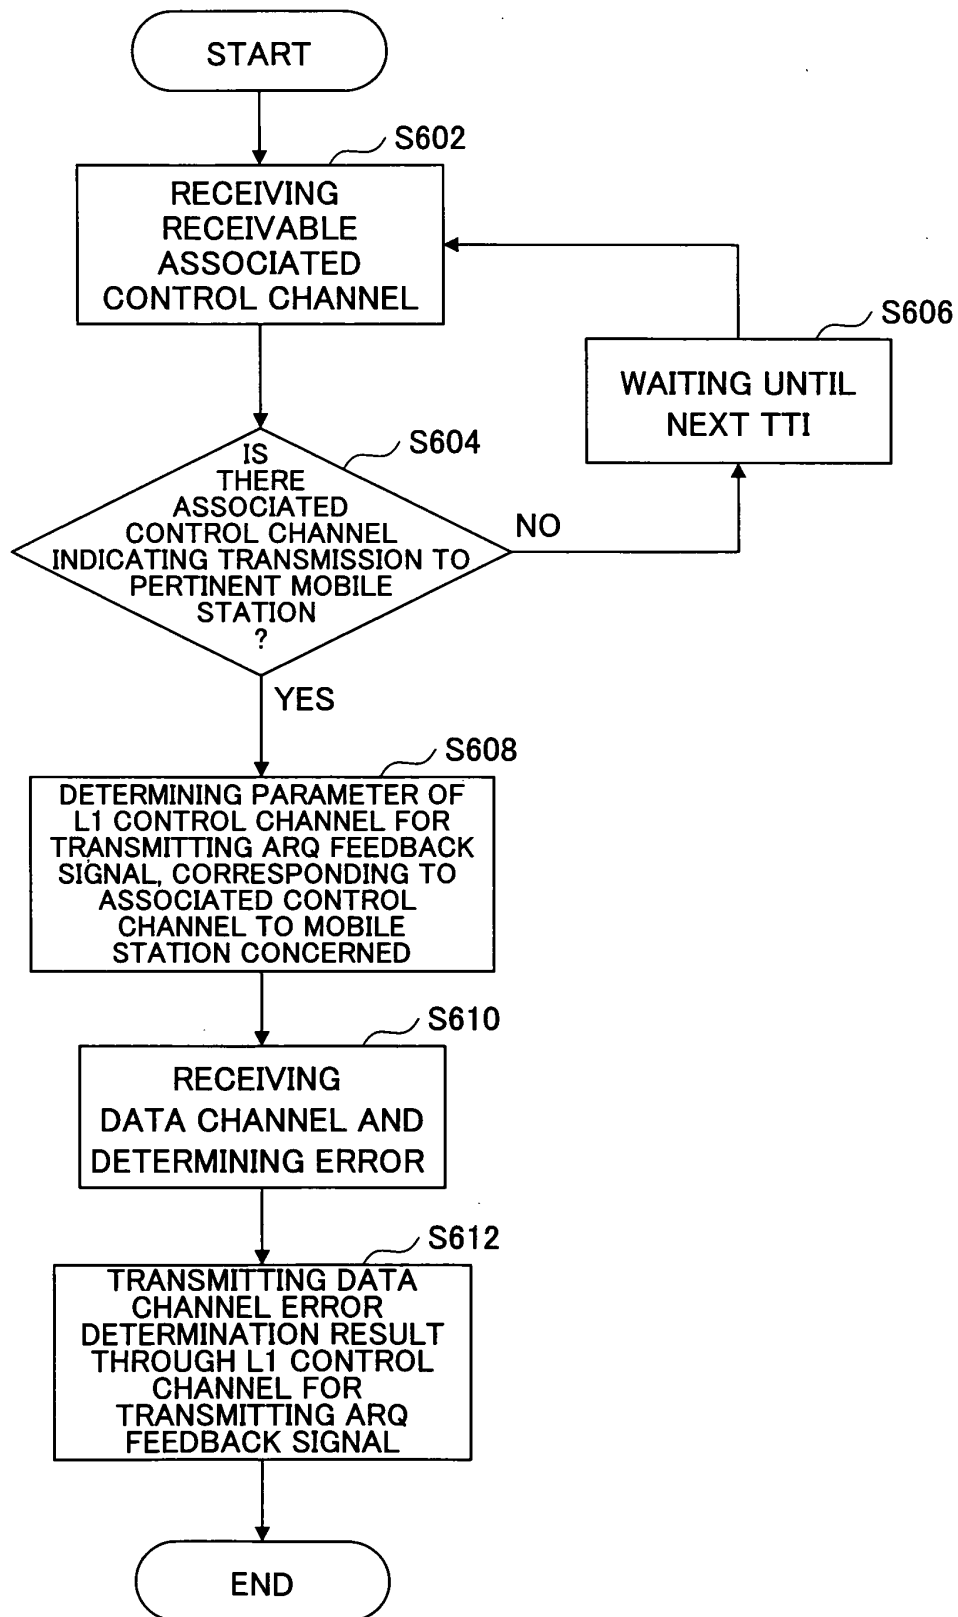 START
S602
RECEIVING
RECEIVABLE
ASSOCIATED
CONTROL CHANNEL
S606
WAITING UNTIL
NEXT TTI
S604
IS
THERE
ASSOCIATED
CONTROL CHANNEL
INDICATING TRANSMISSION TO
PERTINENT MOBILE
STATION
?
NO
YES
S608
DETERMINING PARAMETER OF
L1 CONTROL CHANNEL FOR
TRANSMITTING ARQ FEEDBACK
SIGNAL, CORRESPONDING TO
ASSOCIATED CONTROL
CHANNEL TO MOBILE
STATION CONCERNED
S610
RECEIVING
DATA CHANNEL AND
DETERMINING ERROR
S612
TRANSMITTING DATA
CHANNEL ERROR
DETERMINATION RESULT
THROUGH L1 CONTROL
CHANNEL FOR
TRANSMITTING ARQ
FEEDBACK SIGNAL
END